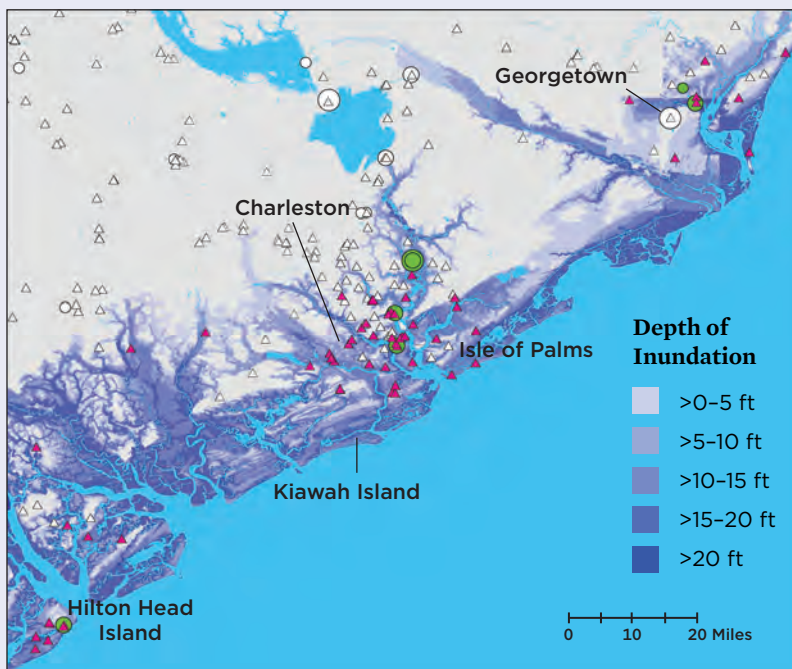 Georgetown
Charleston
Isle of Palms
Kiawah Island
Hilton Head
Island
Depth of
Inundation
>0–5 ft
>5–10 ft
>10–15 ft
>15–20 ft
>20 ft
0 10 20 Miles